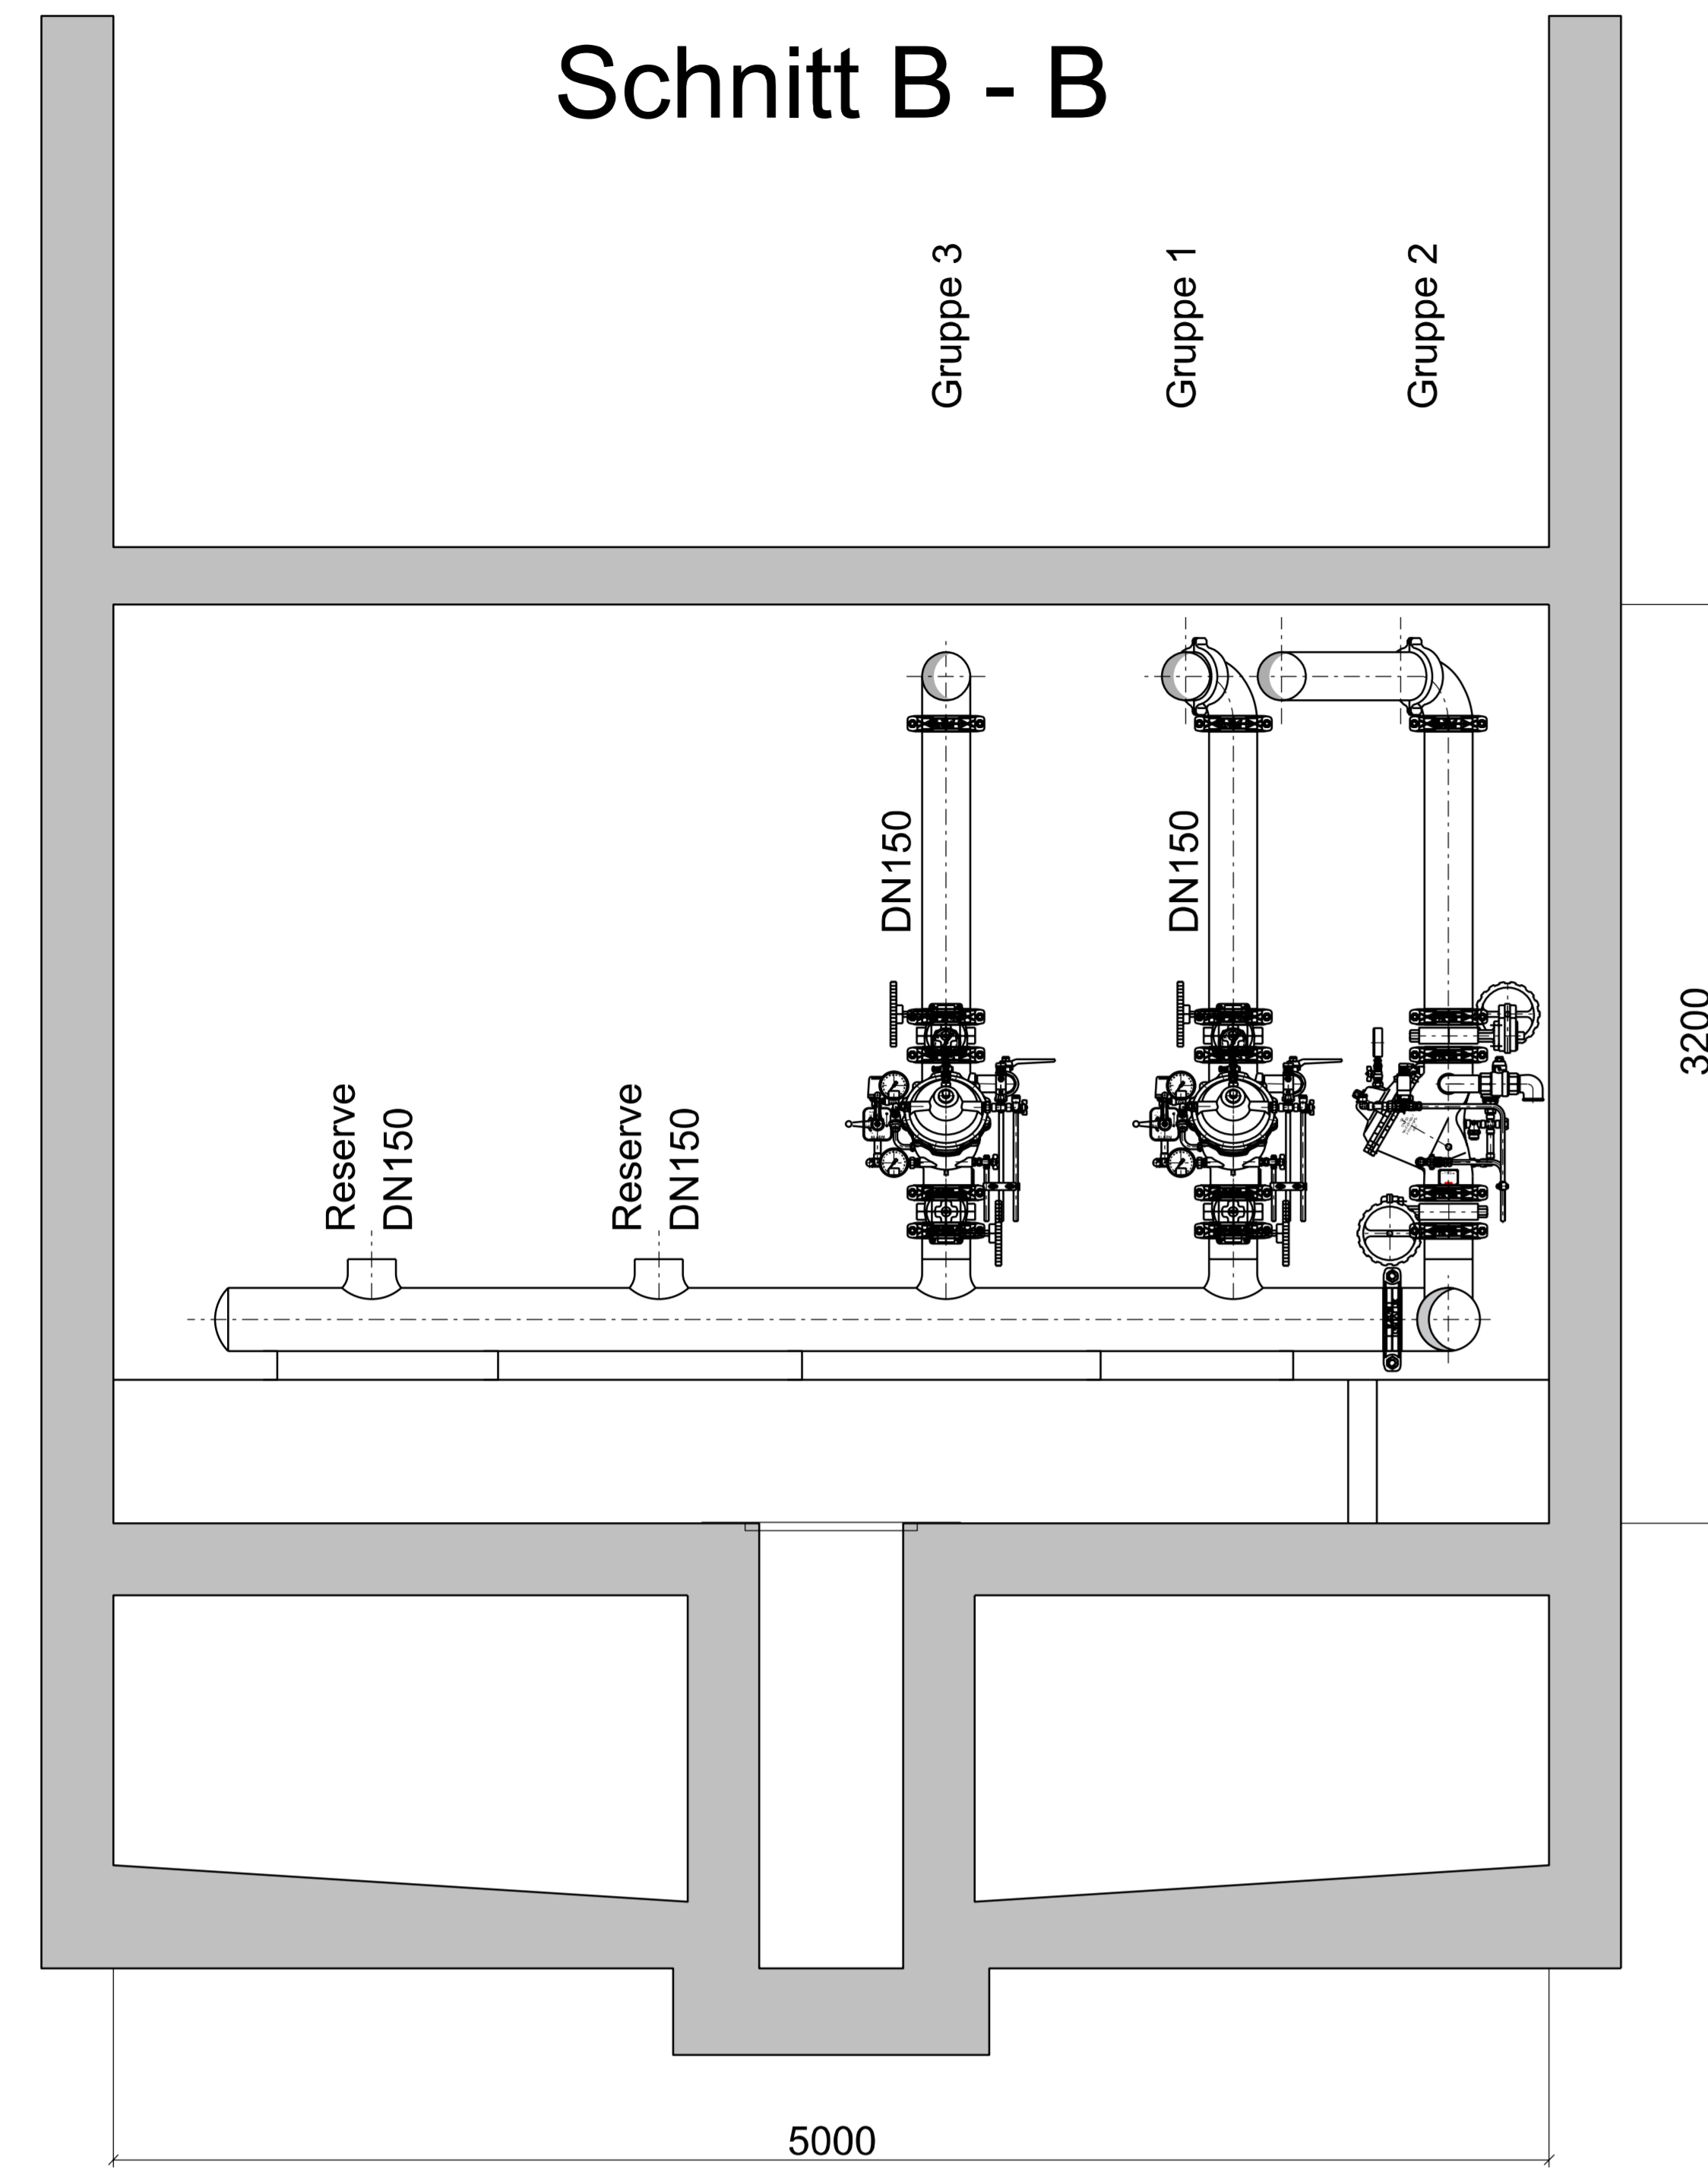 Schnitt B - B
Gruppe 3
Gruppe 1
Gruppe 2
DN150
DN150
Reserve
DN150
Reserve
DN150
3200
5000